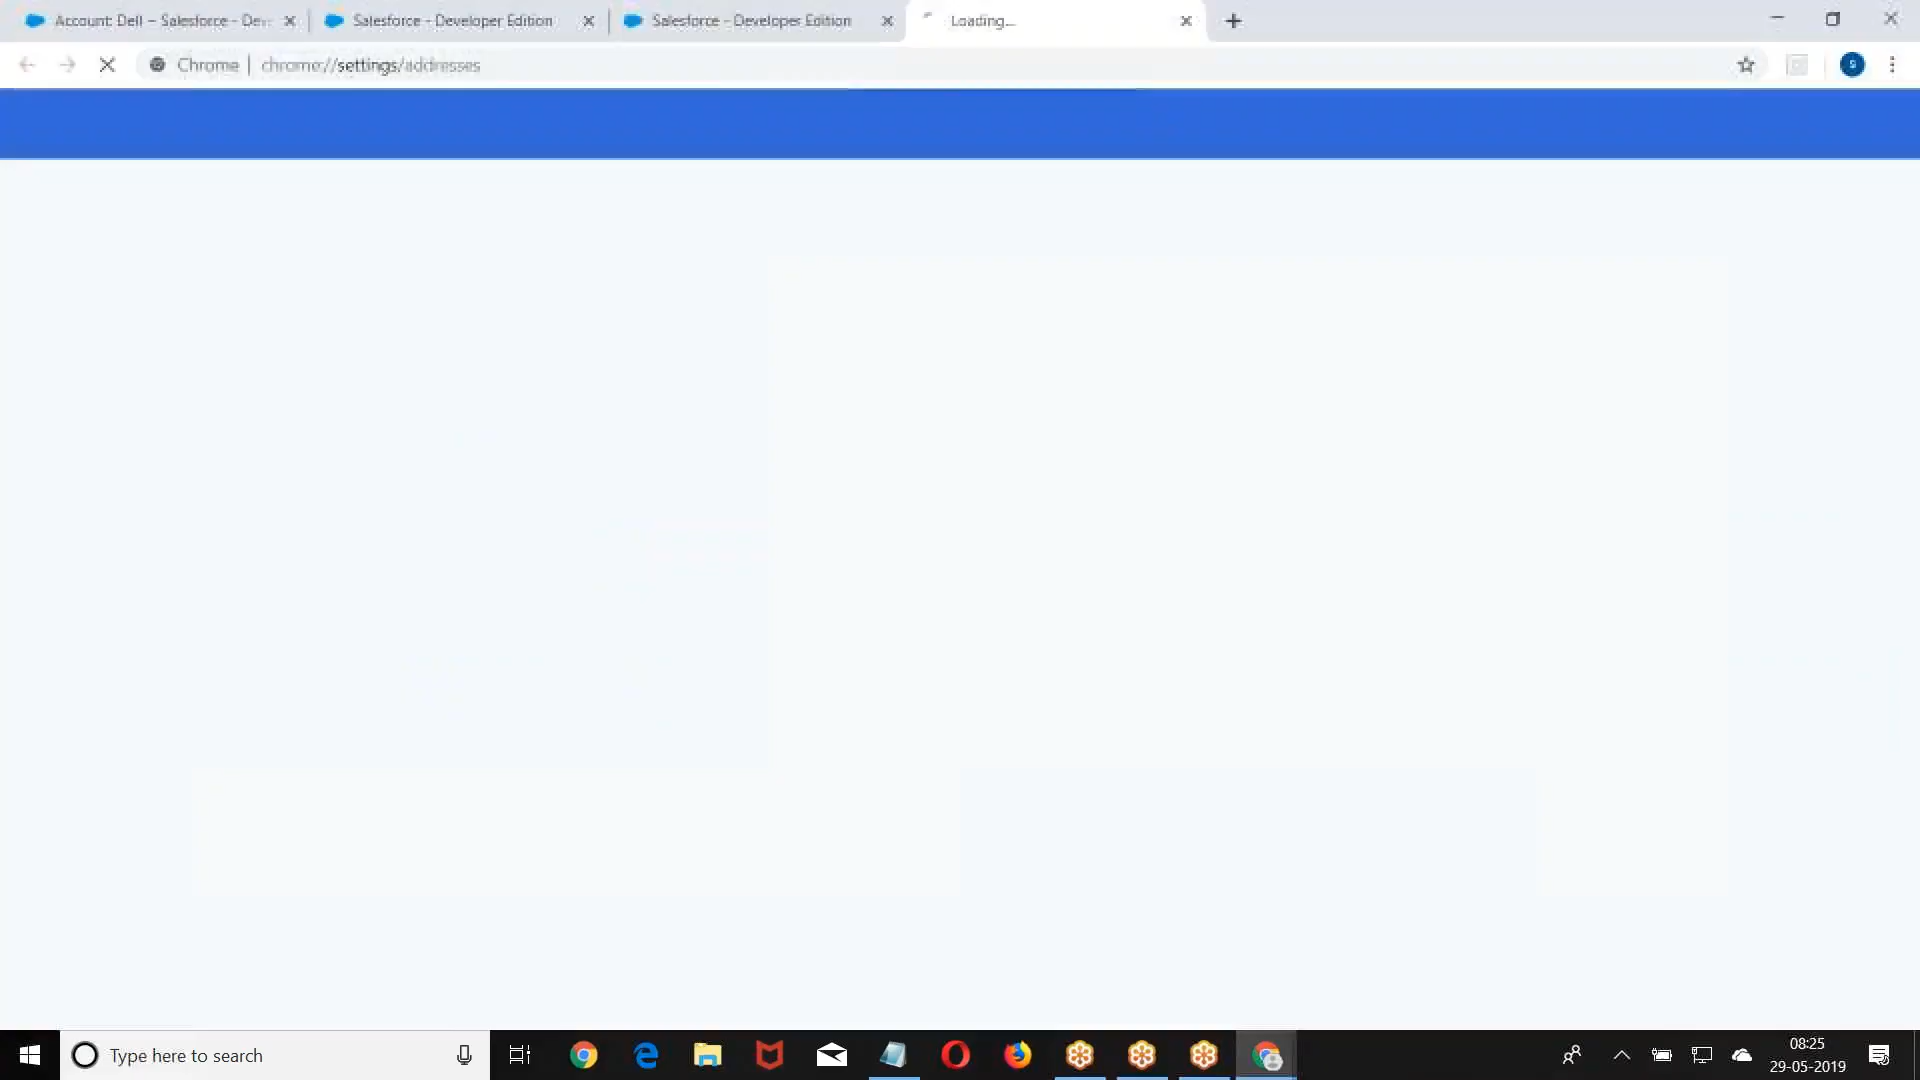 Account: Dell – Salesforce - Dev
Salesforce - Developer Edition
Salesforce - Developer Edition
Loading...
Chrome | chrome://settings/addresses
S
Type here to search
08:25
29-05-2019